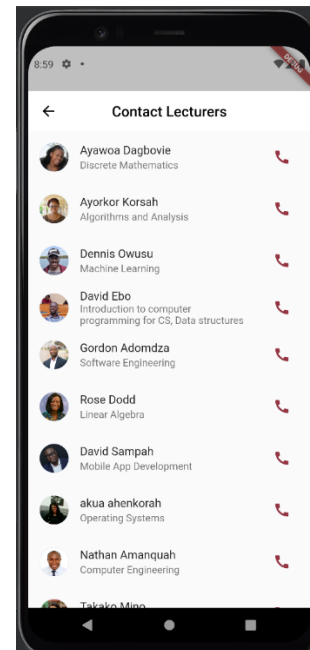 8:59
DEBUG
Contact Lecturers
Ayawoa Dagbovie
Discrete Mathematics
Ayorkor Korsah
Algorithms and Analysis
Dennis Owusu
Machine Learning
David Ebo
Introduction to computer
programming for CS, Data structures
Gordon Adomdza
Software Engineering
Rose Dodd
Linear Algebra
David Sampah
Mobile App Development
akua ahenkorah
Operating Systems
Nathan Amanquah
Computer Engineering
Takako Mino